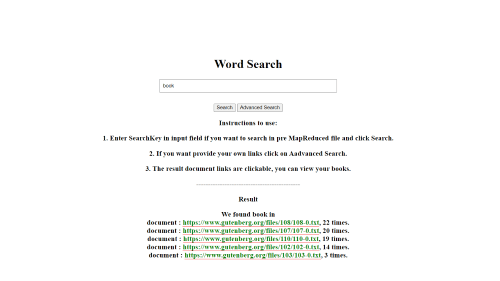 Word Search
book
Search Advanced Search
Instructions to use:
1. Enter SearchKey in input field if you want to search in pre MapReduced file and click Search.
2. If you want provide your own links click on Aadvanced Search.
3. The result document links are clickable, you can view your books.
Result
We found book in
document : https://www.gutenberg.org/files/108/108-0.txt, 22 times.
document : https://www.gutenberg.org/files/107/107-0.txt, 20 times.
document : https://www.gutenberg.org/files/110/110-0.txt, 19 times.
document : https://www.gutenberg.org/files/102/102-0.txt, 14 times.
document : https://www.gutenberg.org/files/103/103-0.txt, 3 times.